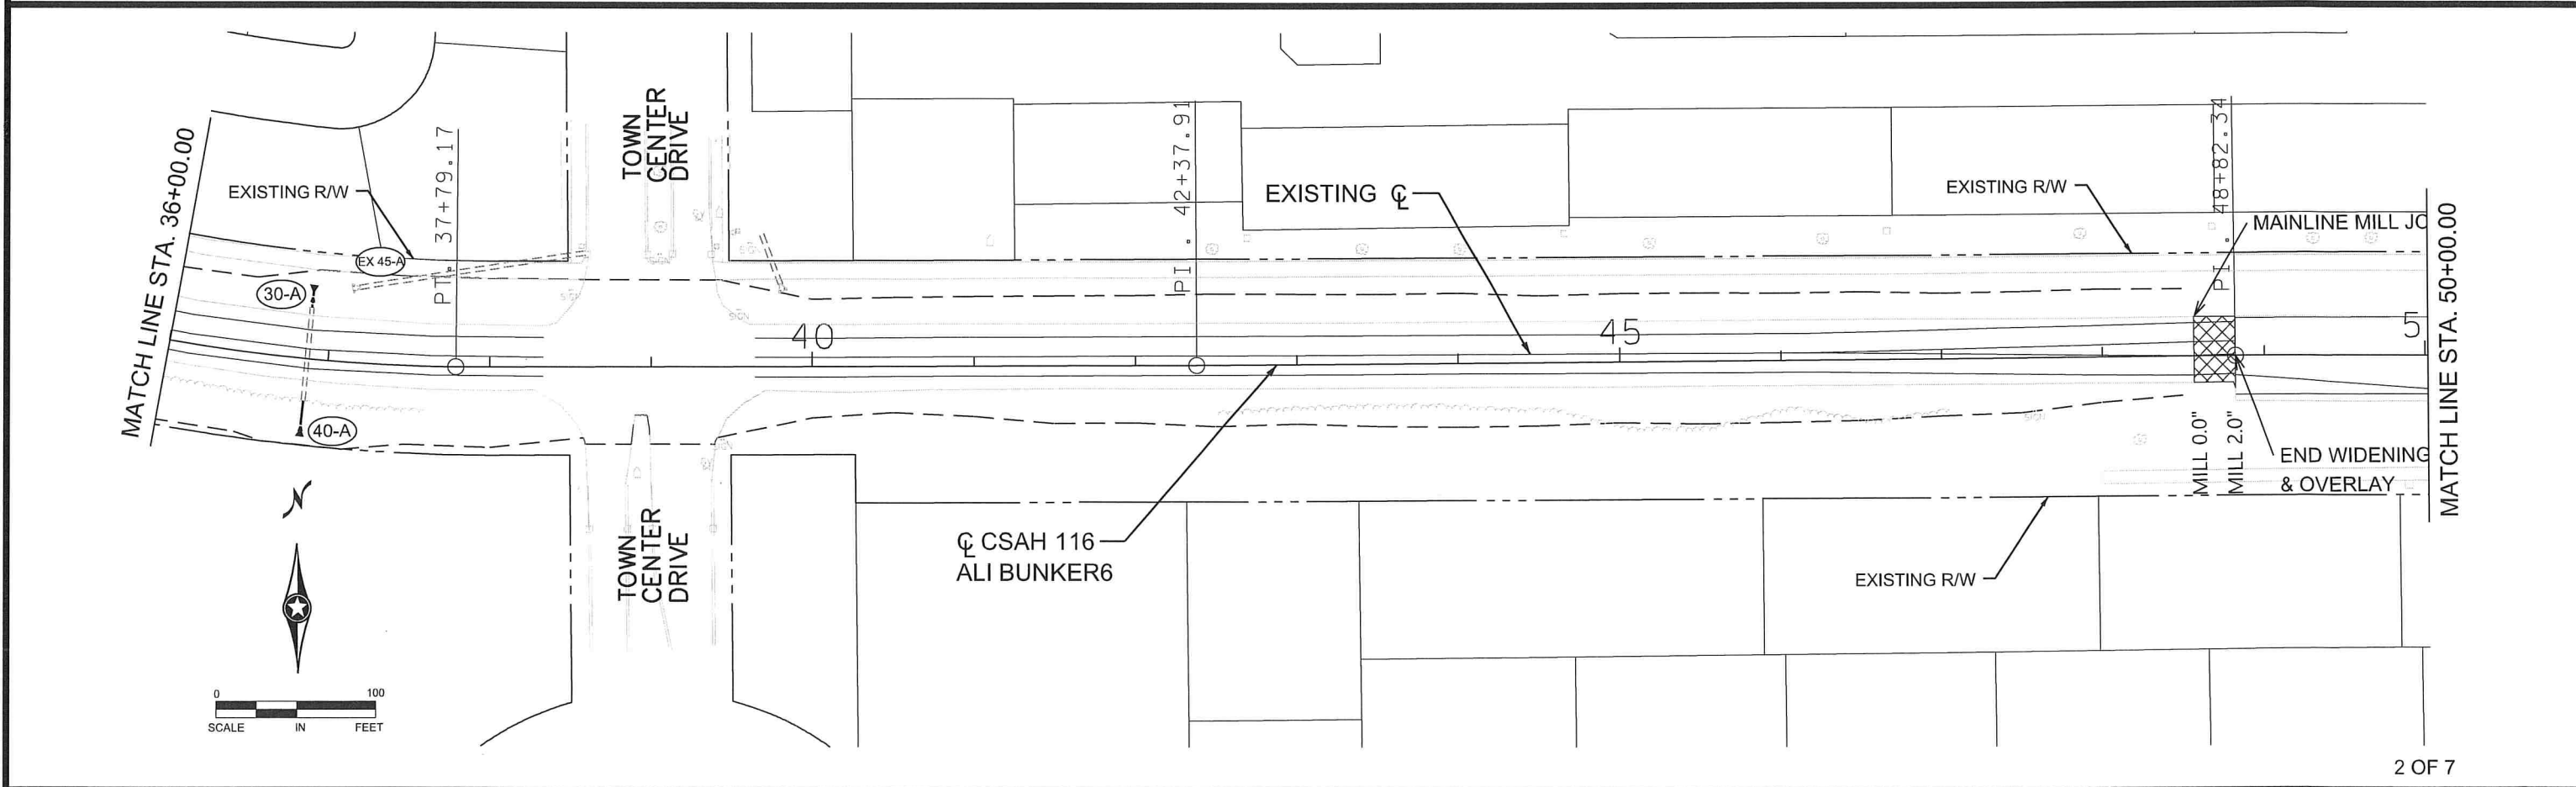 MATCH LINE STA. 36+00.00
EXISTING R/W
EX 45-A
30-A
40-A
PT. 37+79.17
TOWN
CENTER
DRIVE
40
PI. 42+37.91
EXISTING ℄
45
EXISTING R/W
PI. 48+82.34
MAINLINE MILL JO
5
MATCH LINE STA. 50+00.00
MILL 0.0"
MILL 2.0"
END WIDENING
& OVERLAY
℄ CSAH 116
ALI BUNKER6
TOWN
CENTER
DRIVE
EXISTING R/W
N
0 100
SCALE IN FEET
2 OF 7